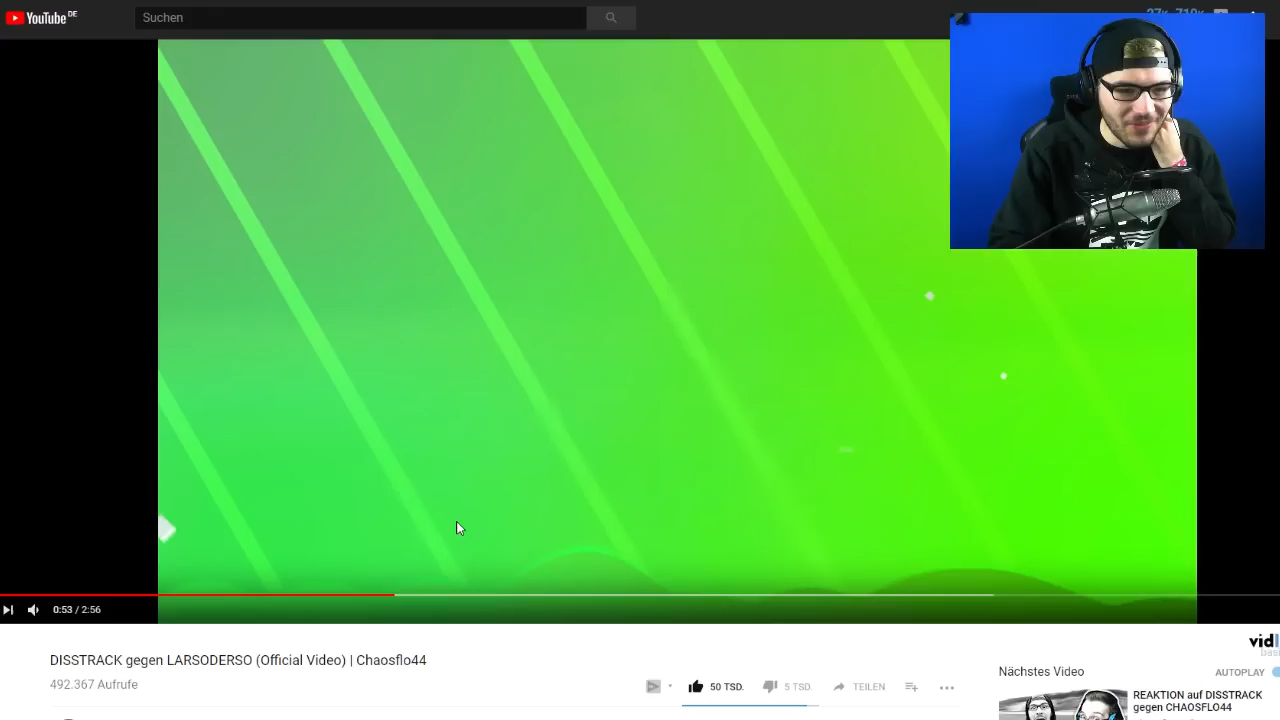 YouTube DE
Suchen
0:53 / 2:56
DISSTRACK gegen LARSODERSO (Official Video) | Chaosflo44
492.367 Aufrufe
50 TSD.
5 TSD.
TEILEN
Nächstes Video
AUTOPLAY
REAKTION auf DISSTRACK
gegen CHAOSFLO44